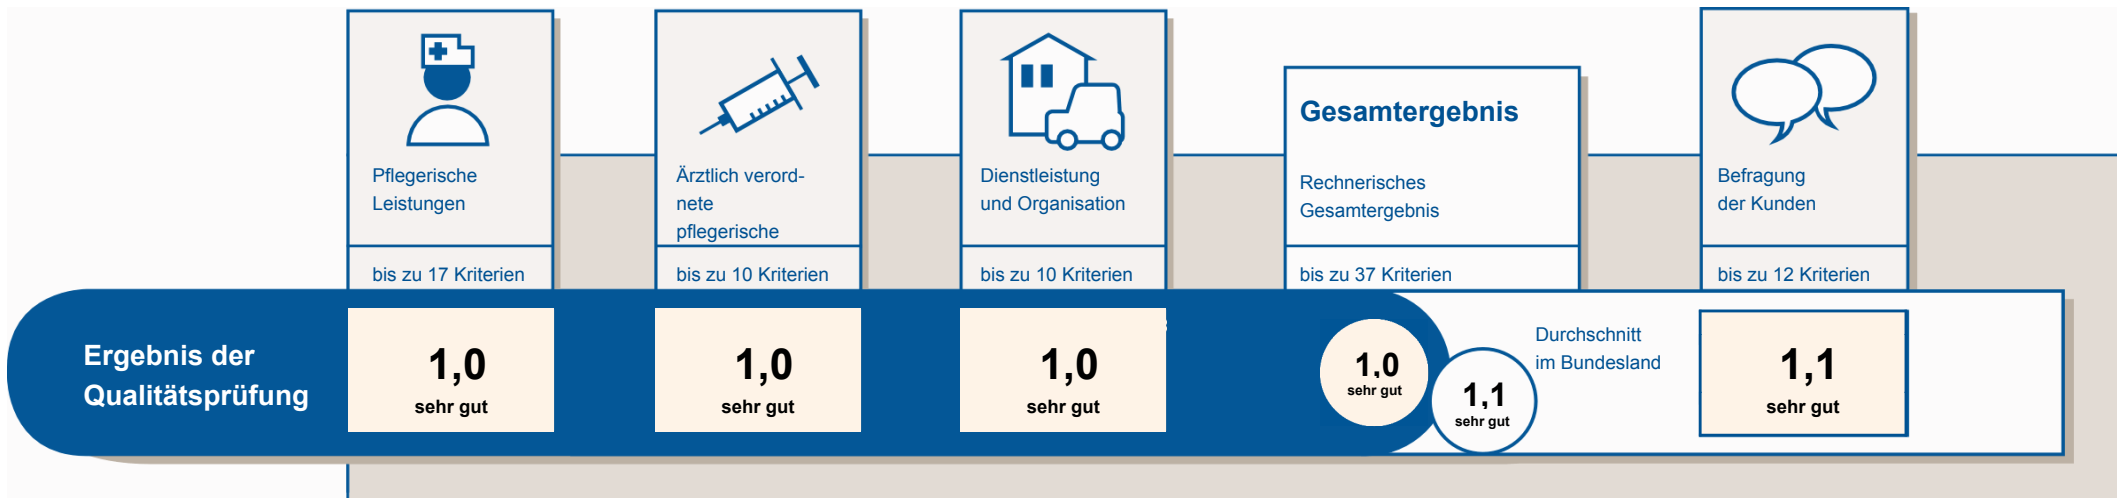 Pflegerische
Leistungen
bis zu 17 Kriterien
Ärztlich verord-
nete
pflegerische
bis zu 10 Kriterien
Dienstleistung
und Organisation
bis zu 10 Kriterien
Gesamtergebnis
Rechnerisches
Gesamtergebnis
bis zu 37 Kriterien
Befragung
der Kunden
bis zu 12 Kriterien
Ergebnis der
Qualitätsprüfung
1,0
sehr gut
1,0
sehr gut
1,0
sehr gut
1,0
sehr gut
1,1
sehr gut
Durchschnitt
im Bundesland
1,1
sehr gut